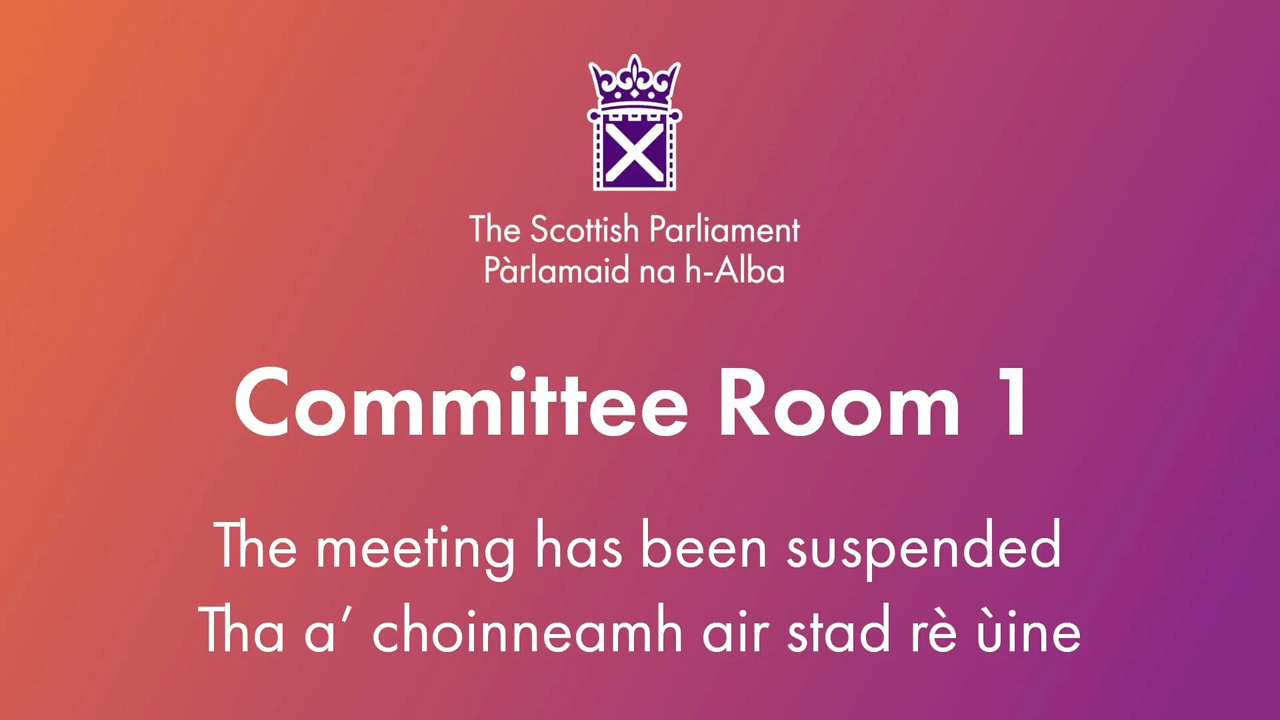 The Scottish Parliament
Pàrlamaid na h-Alba
Committee Room 1
The meeting has been suspended
Tha a’ choinneamh air stad rè ùine